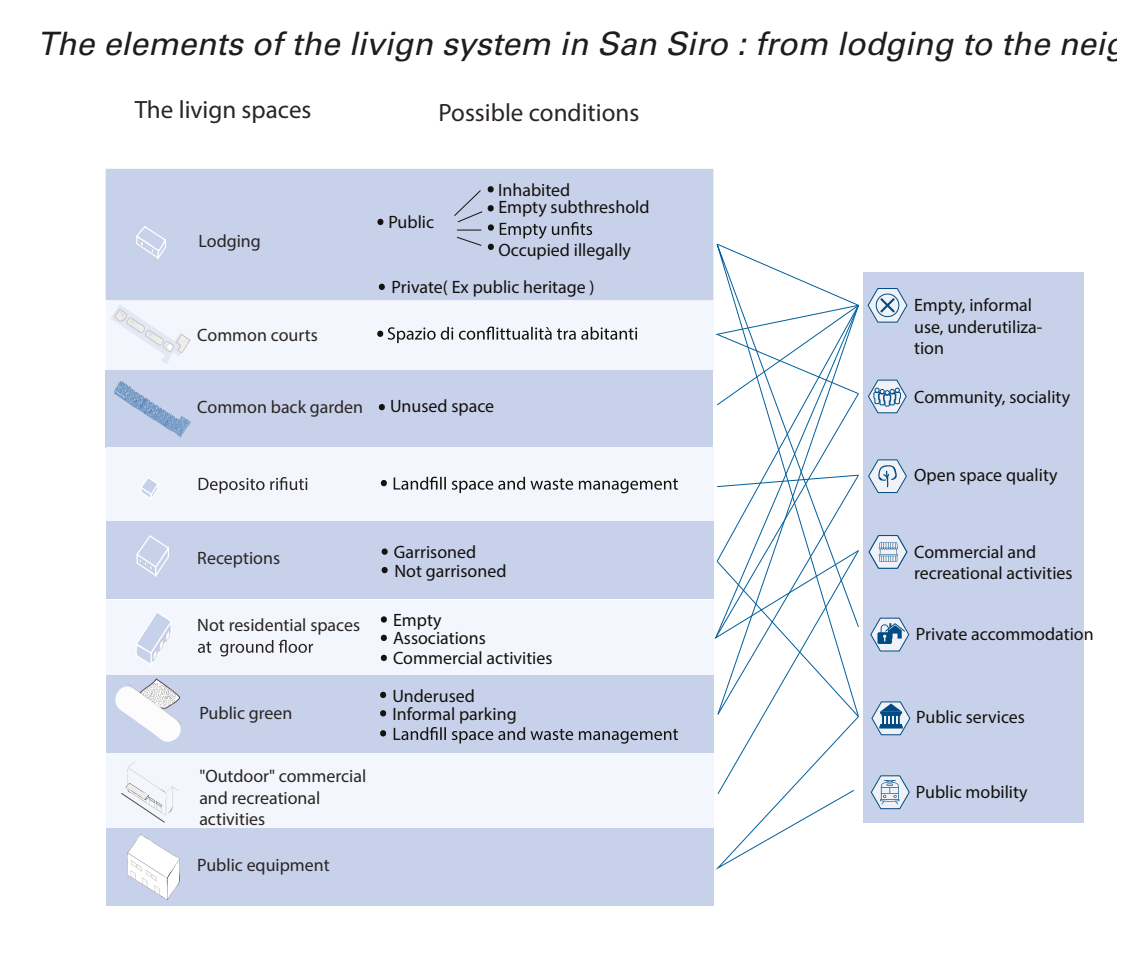 The elements of the livign system in San Siro : from lodging to the neig
The livign spaces
Possible conditions
Lodging
• Public
• Inhabited
• Empty subthreshold
• Empty unfits
• Occupied illegally
• Private( Ex public heritage )
Common courts
• Spazio di conflittualità tra abitanti
Common back garden
• Unused space
Deposito rifiuti
• Landfill space and waste management
Receptions
• Garrisoned
• Not garrisoned
Not residential spaces
at ground floor
• Empty
• Associations
• Commercial activities
Public green
• Underused
• Informal parking
• Landfill space and waste management
"Outdoor" commercial
and recreational
activities
Public equipment
Empty, informal
use, underutiliza-
tion
Community, sociality
Open space quality
Commercial and
recreational activities
Private accommodation
Public services
Public mobility